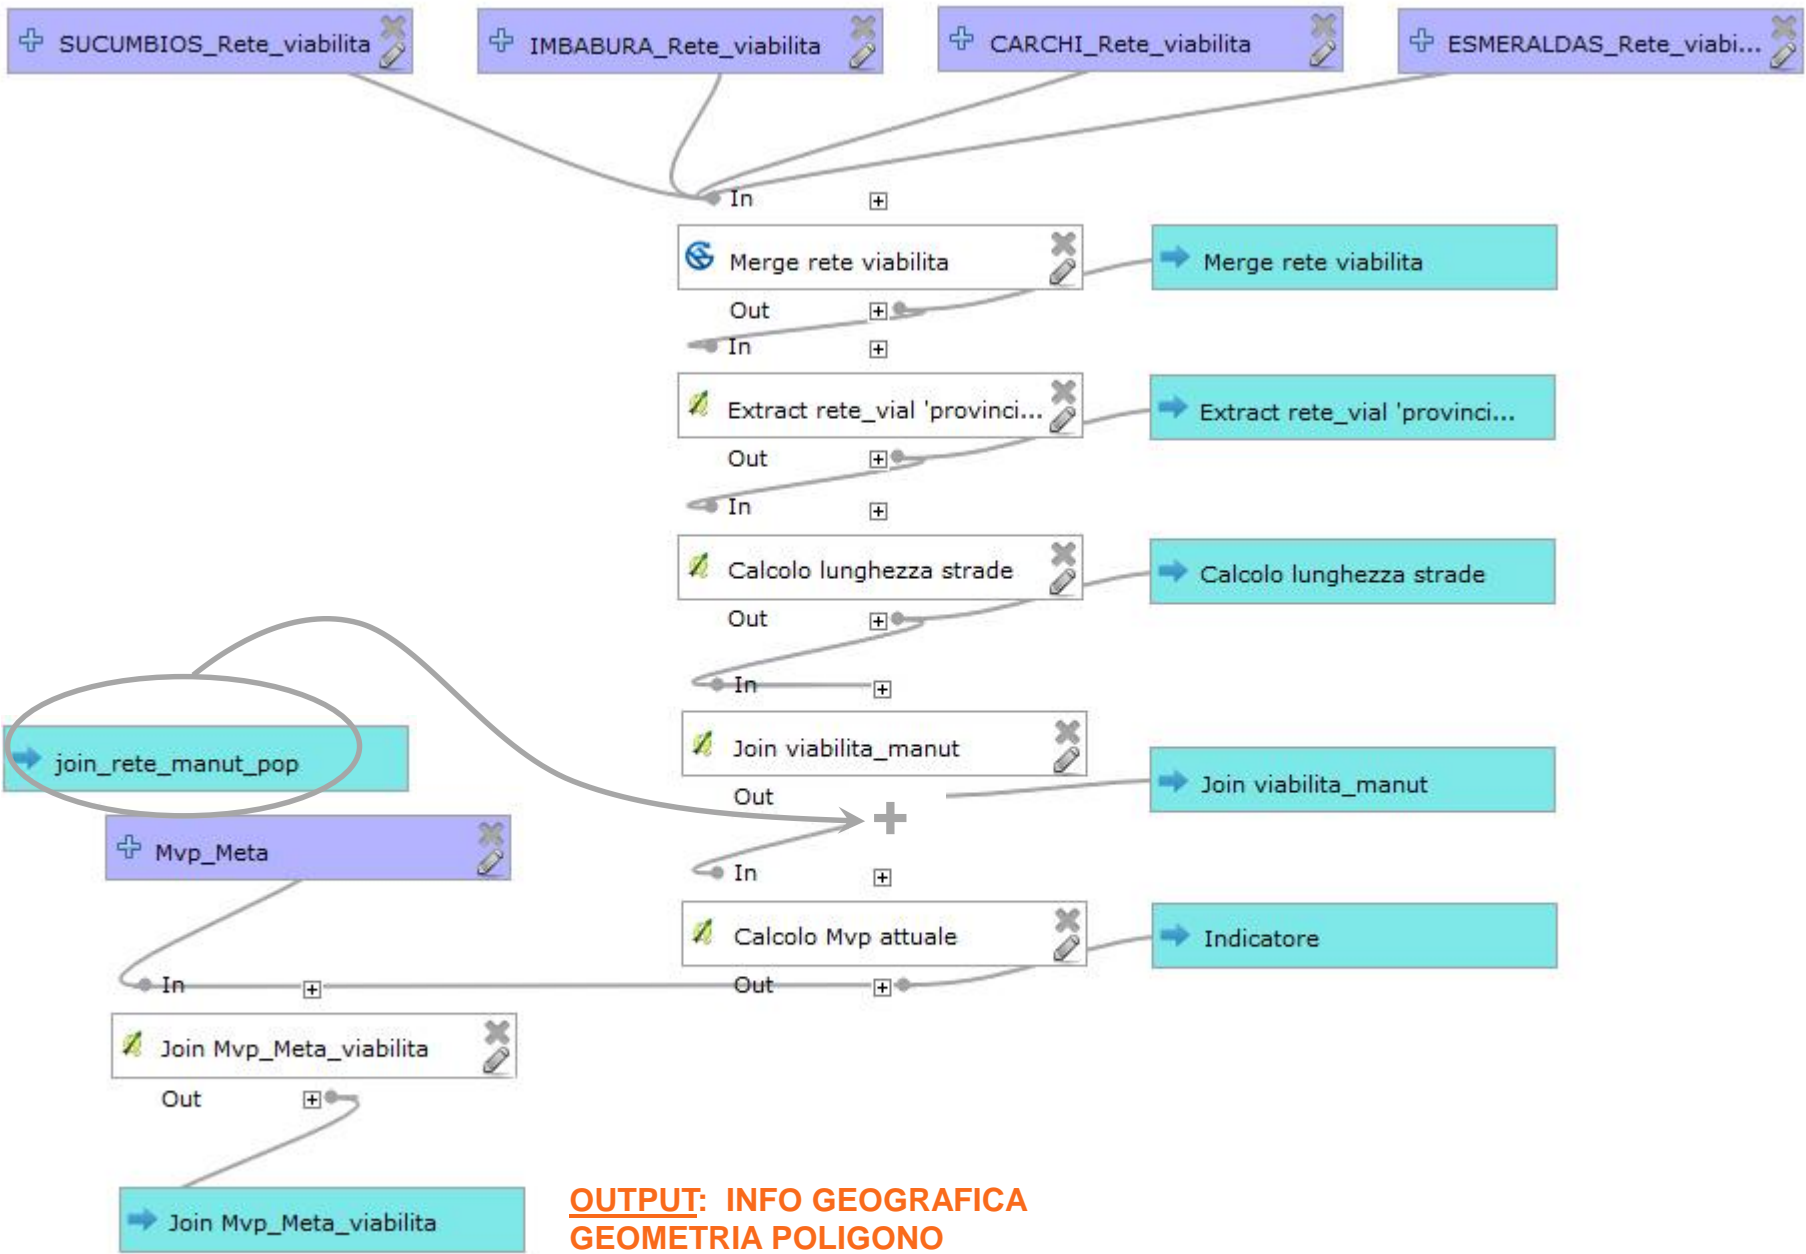 SUCUMBIOS_Rete_viabilita
IMBABURA_Rete_viabilita
CARCHI_Rete_viabilita
ESMERALDAS_Rete_viabi...
In
Merge rete viabilita
Merge rete viabilita
Out
In
Extract rete_vial 'provinci...
Extract rete_vial 'provinci...
Out
In
Calcolo lunghezza strade
Calcolo lunghezza strade
Out
In
Join viabilita_manut
join_rete_manut_pop
Join viabilita_manut
Out
Mvp_Meta
In
Calcolo Mvp attuale
Indicatore
In
Out
Join Mvp_Meta_viabilita
Out
Join Mvp_Meta_viabilita
OUTPUT: INFO GEOGRAFICA
GEOMETRIA POLIGONO